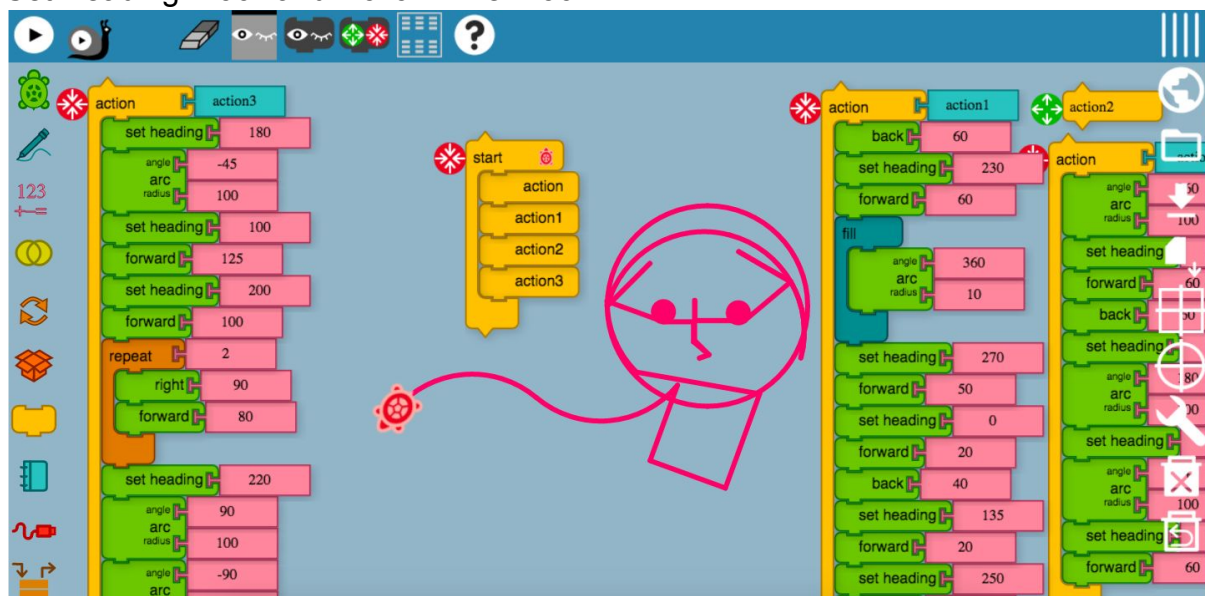 action action3
set heading 180
angle -45
arc
radius 100
set heading 100
forward 125
set heading 200
forward 100
repeat 2
right 90
forward 80
set heading 220
angle 90
arc
radius 100
angle -90
arc
start
action
action1
action2
action3
action action1
back 60
set heading 230
forward 60
fill
angle 360
arc
radius 10
set heading 270
forward 50
set heading 0
forward 20
back 40
set heading 135
forward 20
set heading 250
action2
action
angle
arc
radius 100
set heading
forward 60
back
set heading
angle
arc
radius
set heading
angle
arc
radius 100
set heading
forward 60
123
?